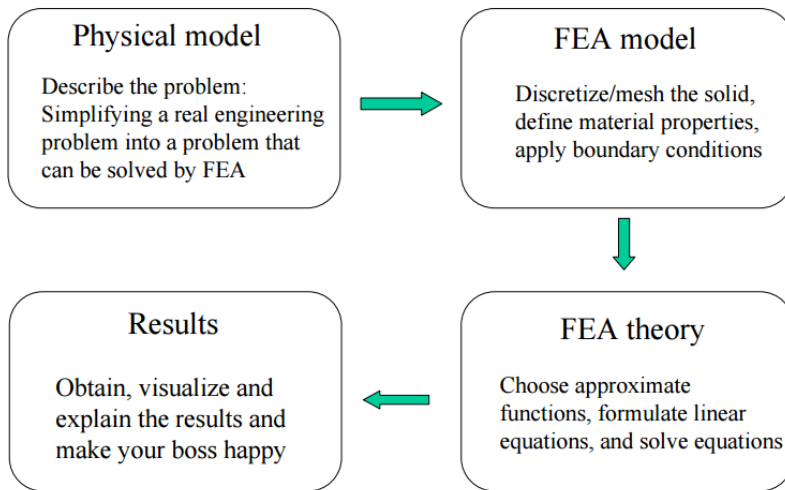 Physical model
Describe the problem:
Simplifying a real engineering
problem into a problem that
can be solved by FEA
FEA model
Discretize/mesh the solid,
define material properties,
apply boundary conditions
FEA theory
Choose approximate
functions, formulate linear
equations, and solve equations
Results
Obtain, visualize and
explain the results and
make your boss happy